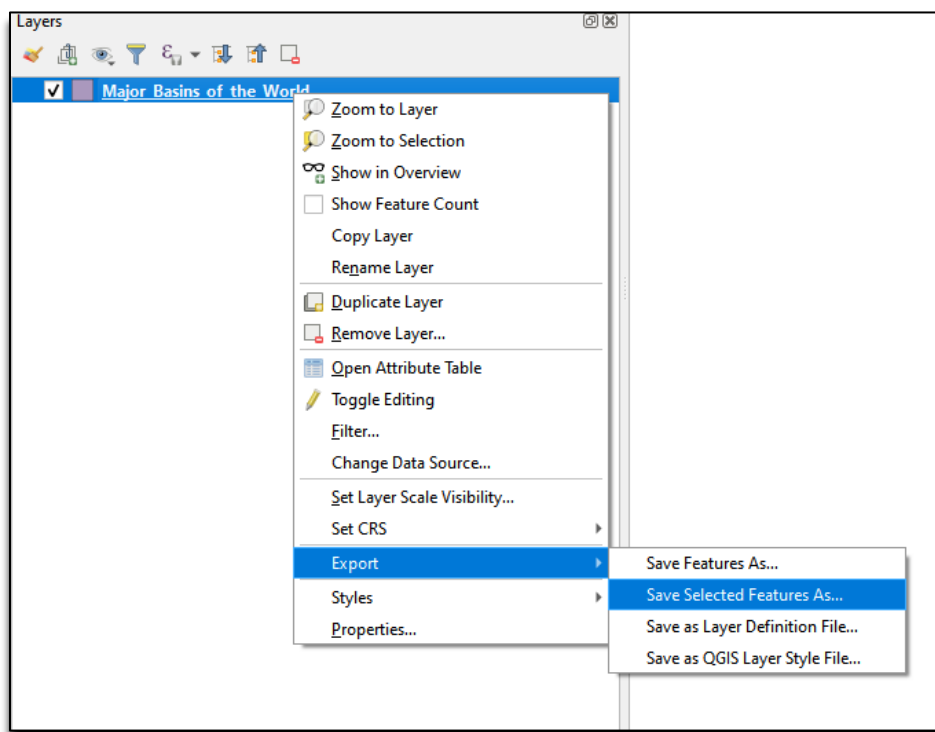 Layers
Major Basins of the World
Zoom to Layer
Zoom to Selection
Show in Overview
Show Feature Count
Copy Layer
Rename Layer
Duplicate Layer
Remove Layer...
Open Attribute Table
Toggle Editing
Filter...
Change Data Source...
Set Layer Scale Visibility...
Set CRS
Export
Styles
Properties...
Save Features As...
Save Selected Features As...
Save as Layer Definition File...
Save as QGIS Layer Style File...